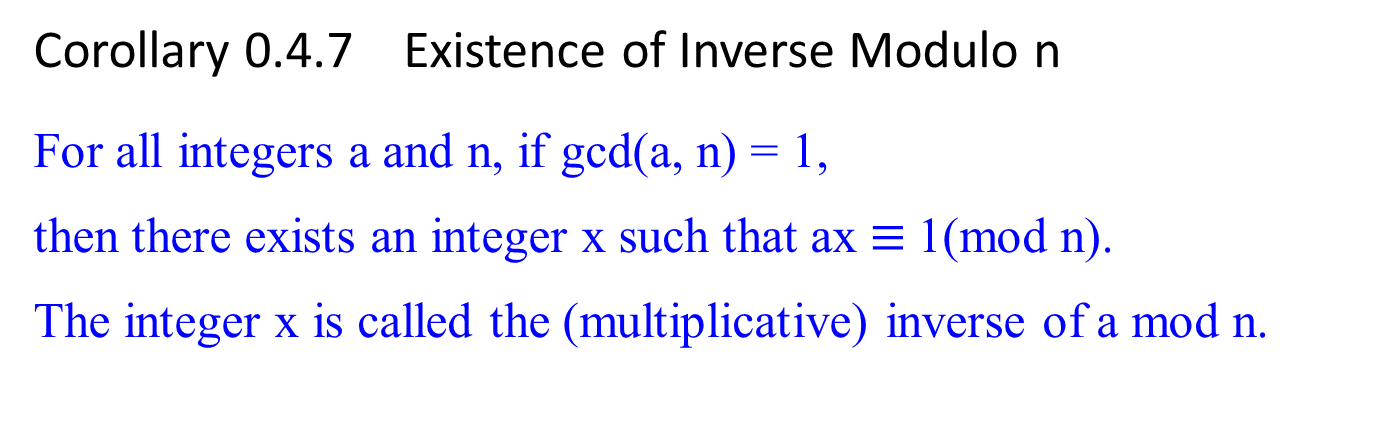 Corollary 0.4.7 Existence of Inverse Modulo n
For all integers a and n, if gcd(a, n) = 1,
then there exists an integer x such that ax ≡ 1(mod n).
The integer x is called the (multiplicative) inverse of a mod n.